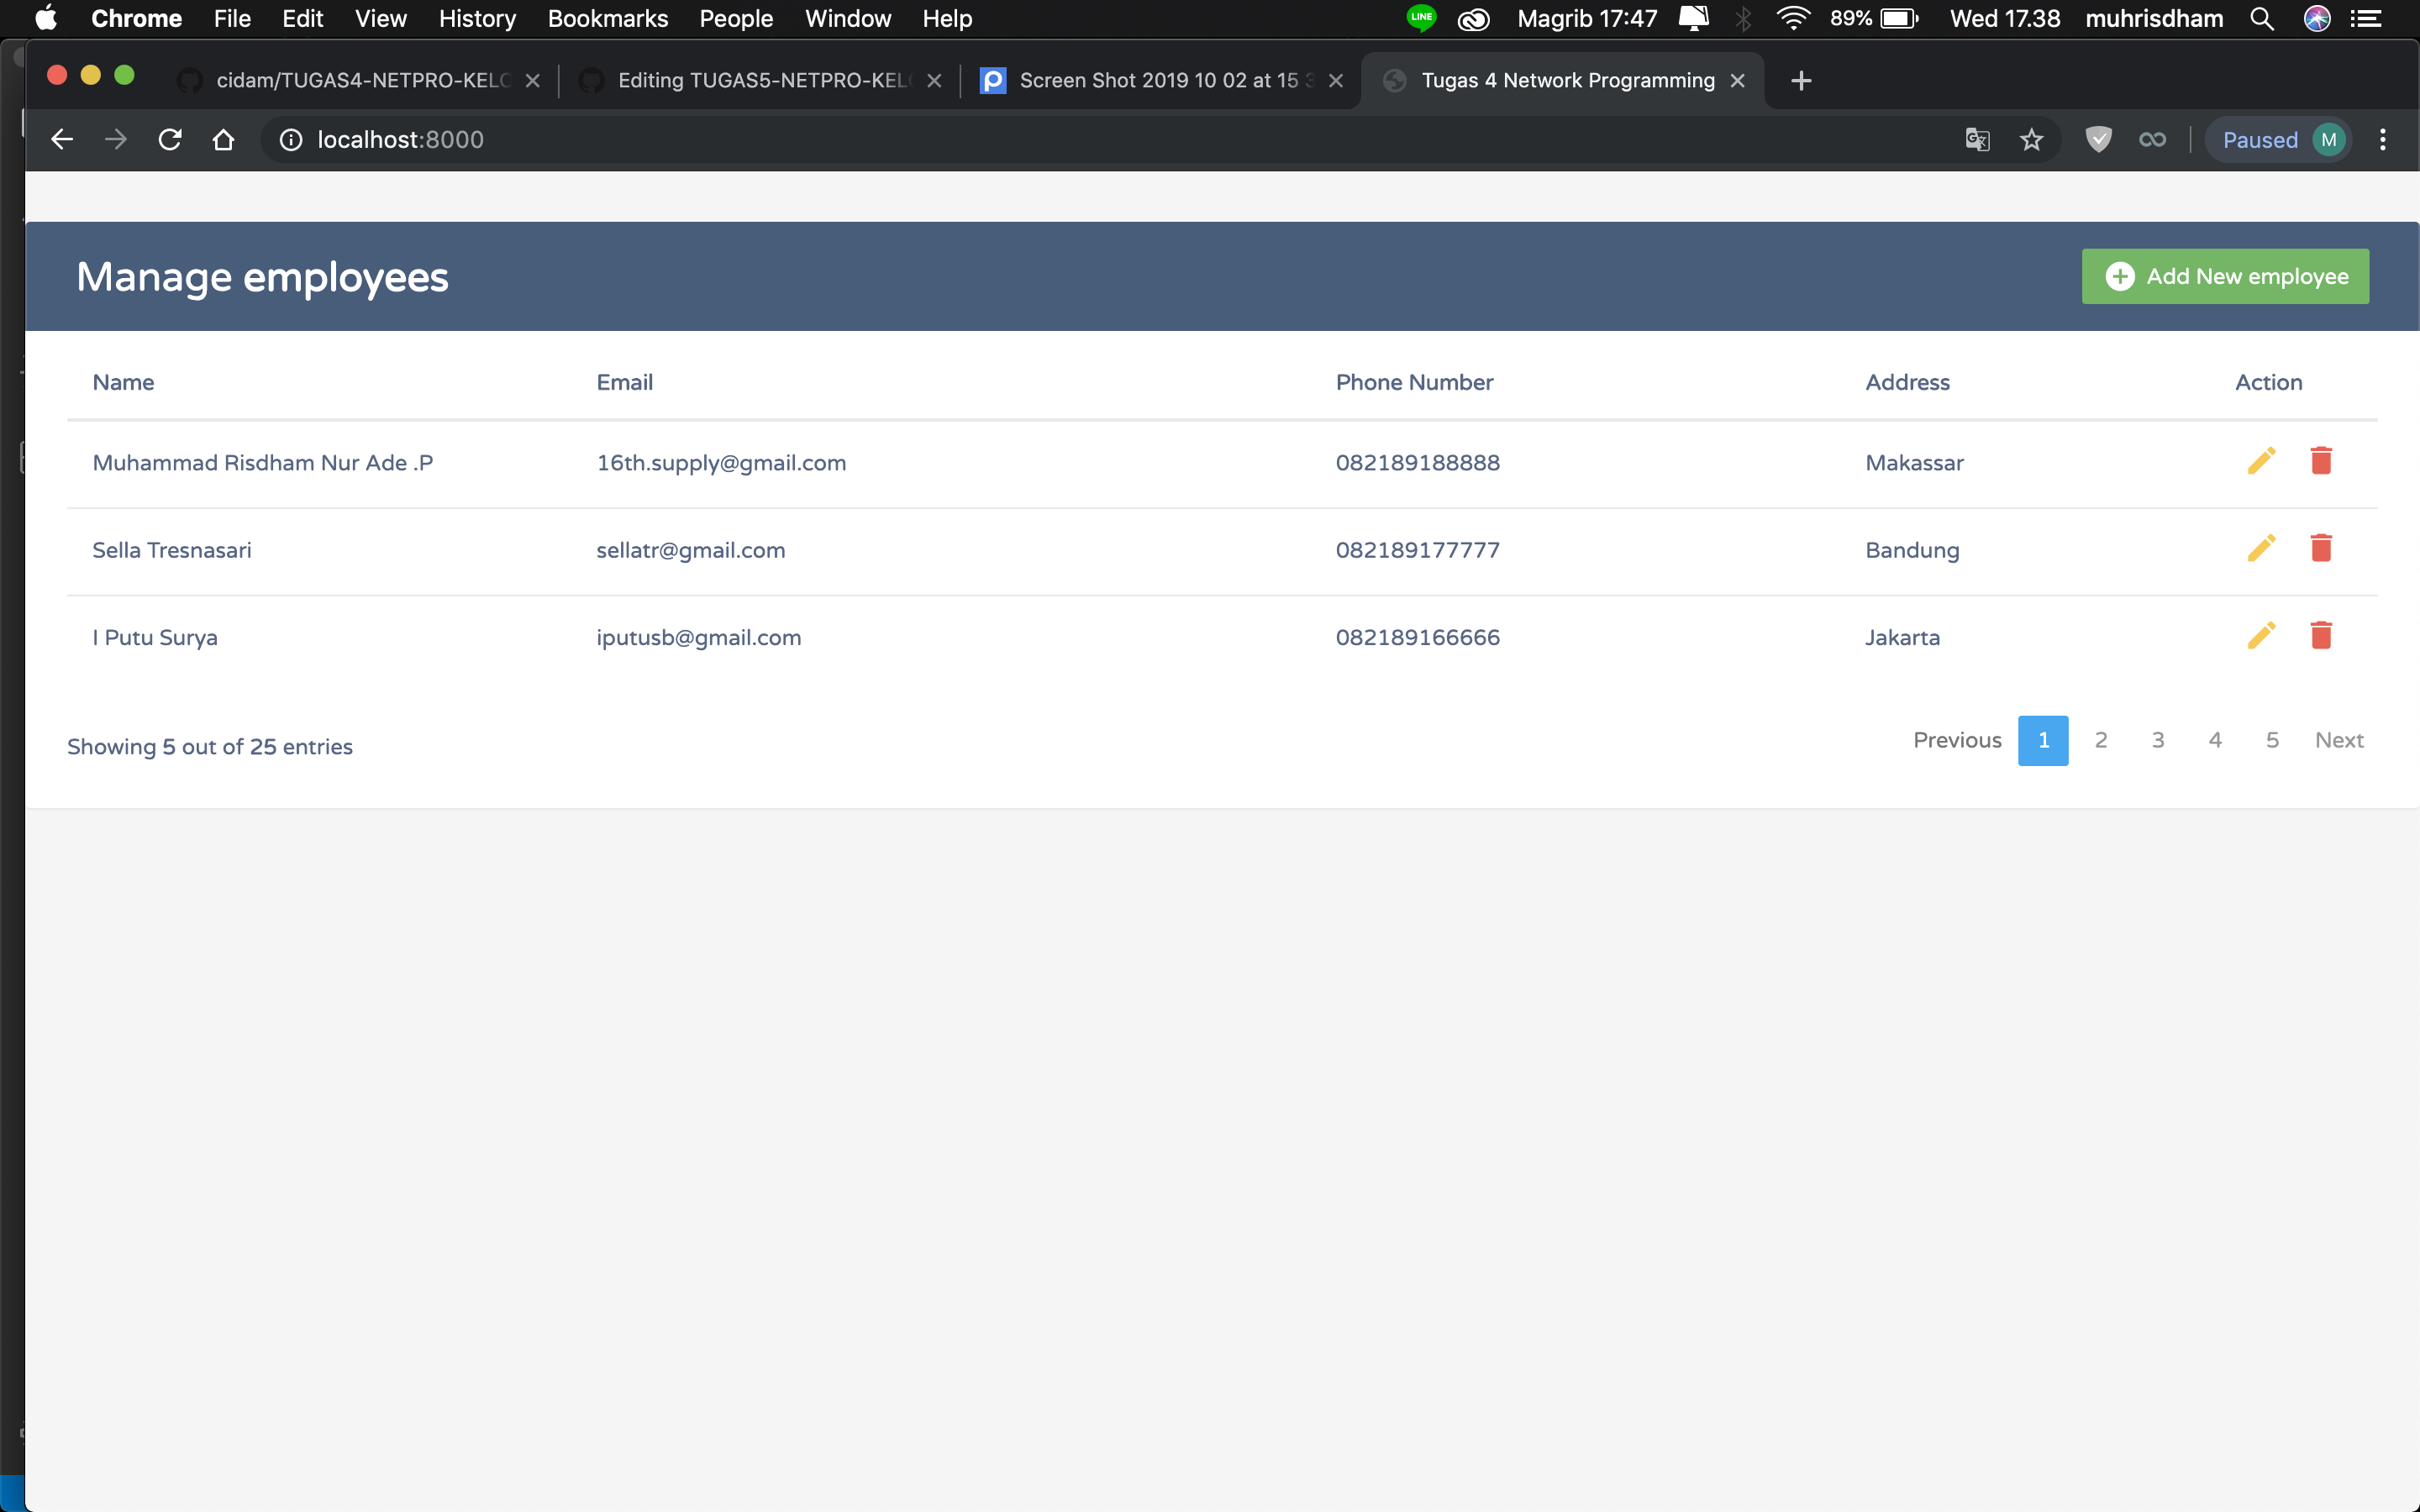 Chrome File Edit View History Bookmarks People Window Help LINE Magrib 17:47 89% Wed 17.38 muhrisdham
cidam/TUGAS4-NETPRO-KELO Editing TUGAS5-NETPRO-KEL Screen Shot 2019 10 02 at 15 3 Tugas 4 Network Programming
localhost:8000 Paused M
Manage employees Add New employee
Name Email Phone Number Address Action
Muhammad Risdham Nur Ade .P 16th.supply@gmail.com 082189188888 Makassar
Sella Tresnasari sellatr@gmail.com 082189177777 Bandung
I Putu Surya iputusb@gmail.com 082189166666 Jakarta
Showing 5 out of 25 entries Previous 1 2 3 4 5 Next